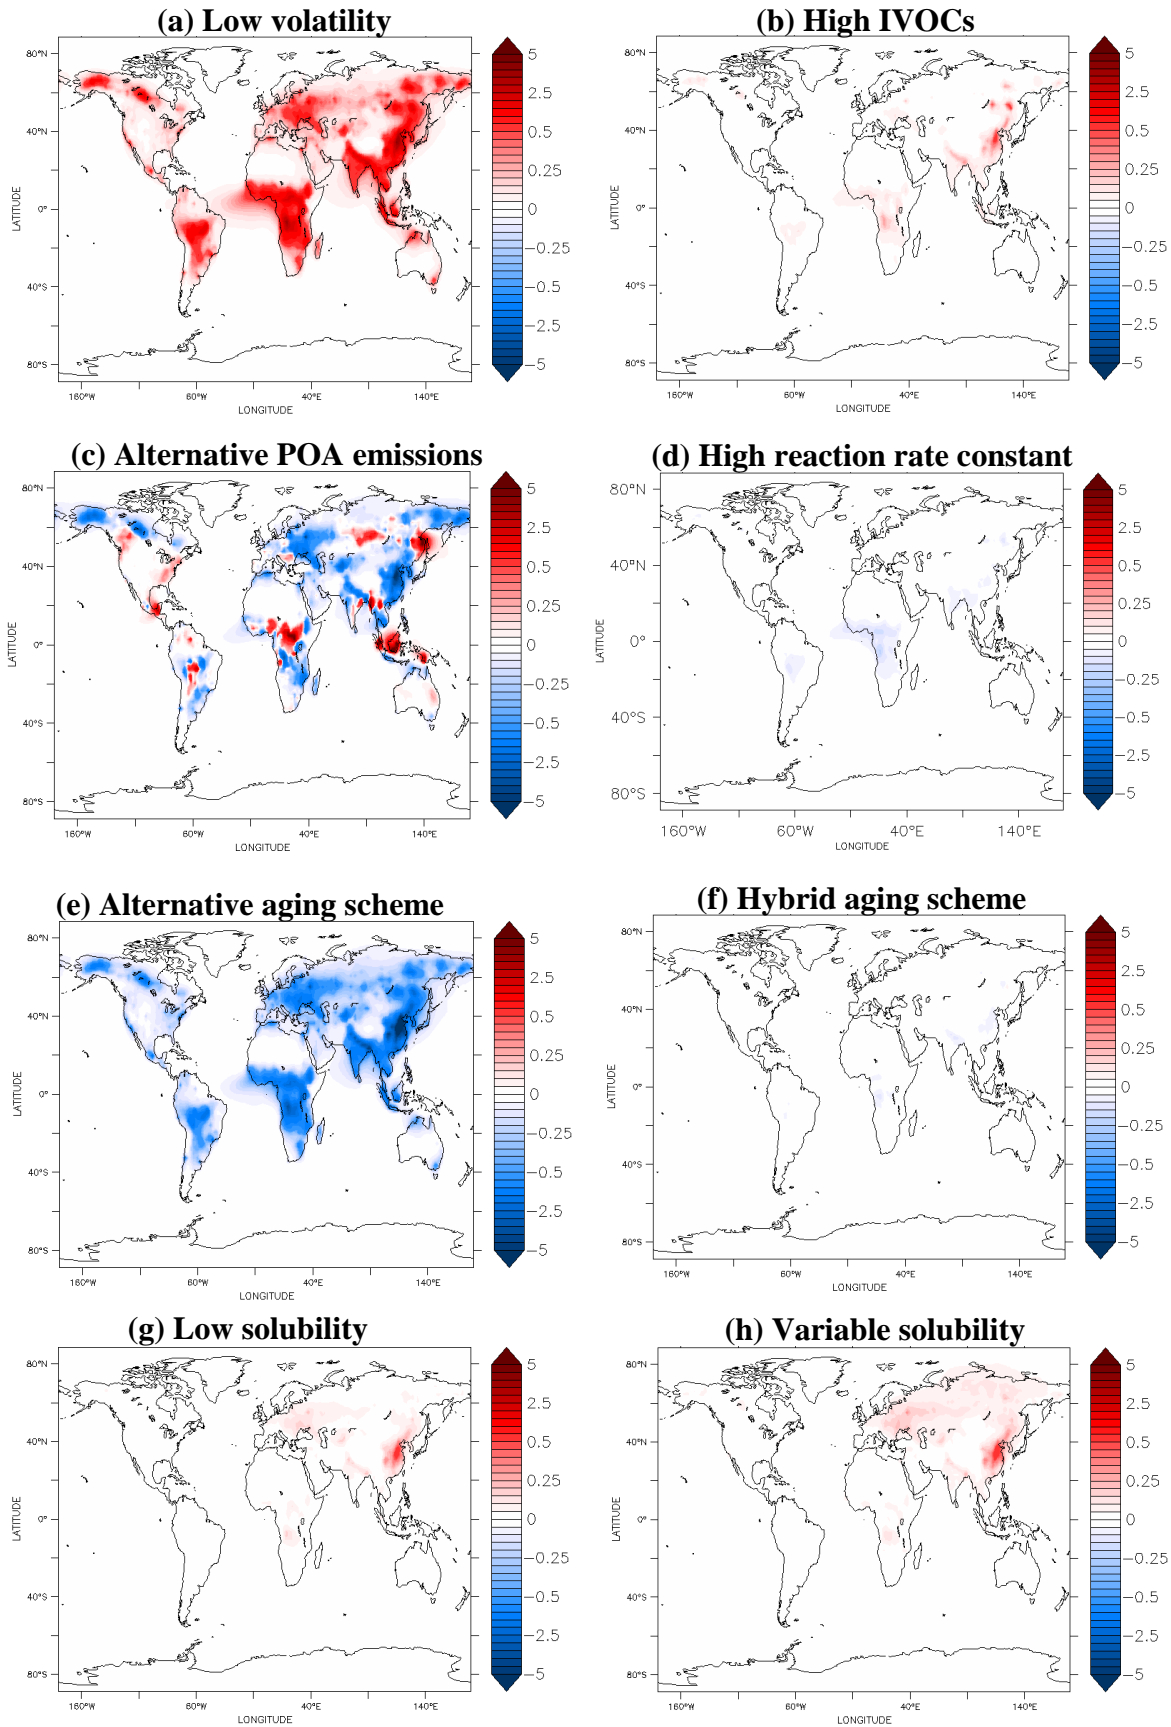 (a) Low volatility
80°N
40°N
0°
40°S
80°S
LATITUDE
160°W 60°W 40°E 140°E
LONGITUDE
5
2.5
0.5
0.25
0
−0.25
−0.5
−2.5
−5
(b) High IVOCs
80°N
40°N
0°
40°S
80°S
LATITUDE
160°W 60°W 40°E 140°E
LONGITUDE
5
2.5
0.5
0.25
0
−0.25
−0.5
−2.5
−5
(c) Alternative POA emissions
80°N
40°N
0°
40°S
80°S
LATITUDE
160°W 60°W 40°E 140°E
LONGITUDE
5
2.5
0.5
0.25
0
−0.25
−0.5
−2.5
−5
(d) High reaction rate constant
80°N
40°N
0°
40°S
80°S
LATITUDE
160°W 60°W 40°E 140°E
LONGITUDE
5
2.5
0.5
0.25
0
−0.25
−0.5
−2.5
−5
(e) Alternative aging scheme
80°N
40°N
0°
40°S
80°S
LATITUDE
160°W 60°W 40°E 140°E
LONGITUDE
5
2.5
0.5
0.25
0
−0.25
−0.5
−2.5
−5
(f) Hybrid aging scheme
80°N
40°N
0°
40°S
80°S
LATITUDE
160°W 60°W 40°E 140°E
LONGITUDE
5
2.5
0.5
0.25
0
−0.25
−0.5
−2.5
−5
(g) Low solubility
80°N
40°N
0°
40°S
80°S
LATITUDE
160°W 60°W 40°E 140°E
LONGITUDE
5
2.5
0.5
0.25
0
−0.25
−0.5
−2.5
−5
(h) Variable solubility
80°N
40°N
0°
40°S
80°S
LATITUDE
160°W 60°W 40°E 140°E
LONGITUDE
5
2.5
0.5
0.25
0
−0.25
−0.5
−2.5
−5